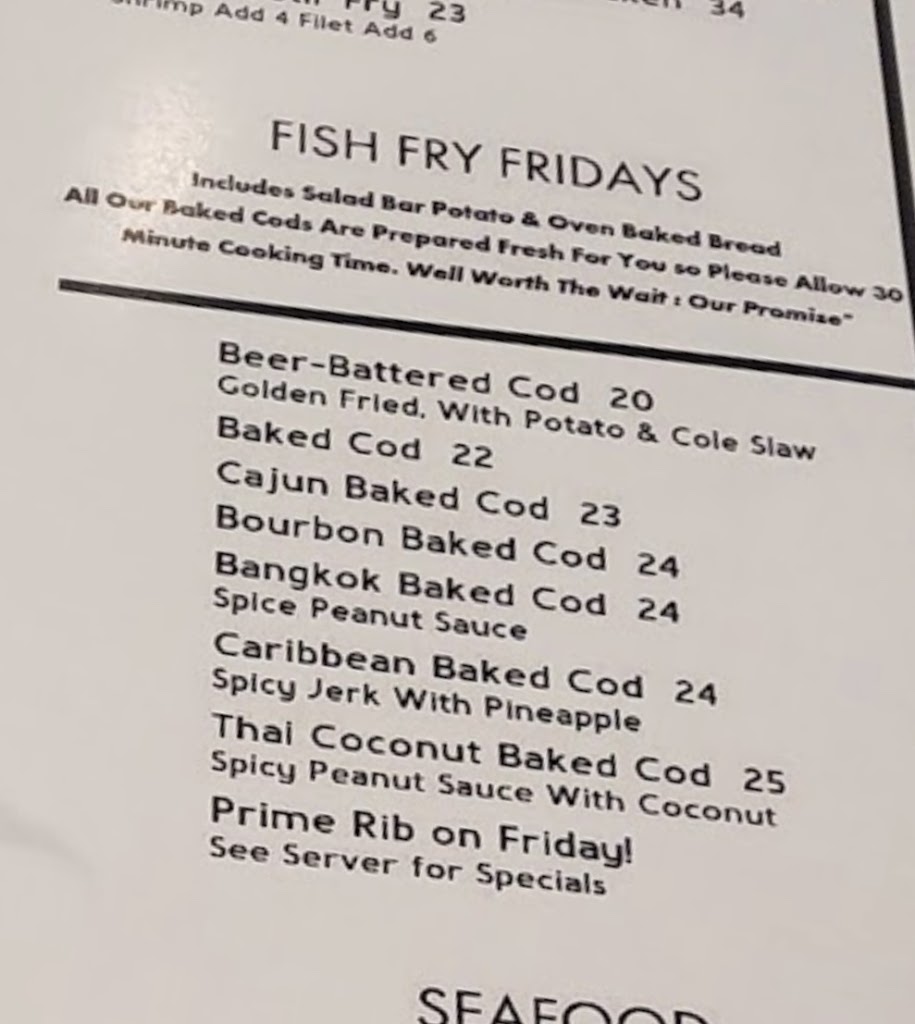 Fry 23
34
Shrimp Add 4 Filet Add 6
FISH FRY FRIDAYS
Includes Salad Bar Potato & Oven Baked Bread
All Our Baked Cods Are Prepared Fresh For You so Please Allow 30
Minute Cooking Time. Well Worth The Wait : Our Promise"
Beer-Battered Cod 20
Golden Fried, With Potato & Cole Slaw
Baked Cod 22
Cajun Baked Cod 23
Bourbon Baked Cod 24
Bangkok Baked Cod 24
Spice Peanut Sauce
Caribbean Baked Cod 24
Spicy Jerk With Pineapple
Thai Coconut Baked Cod 25
Spicy Peanut Sauce With Coconut
Prime Rib on Friday!
See Server for Specials
SEAFOOD